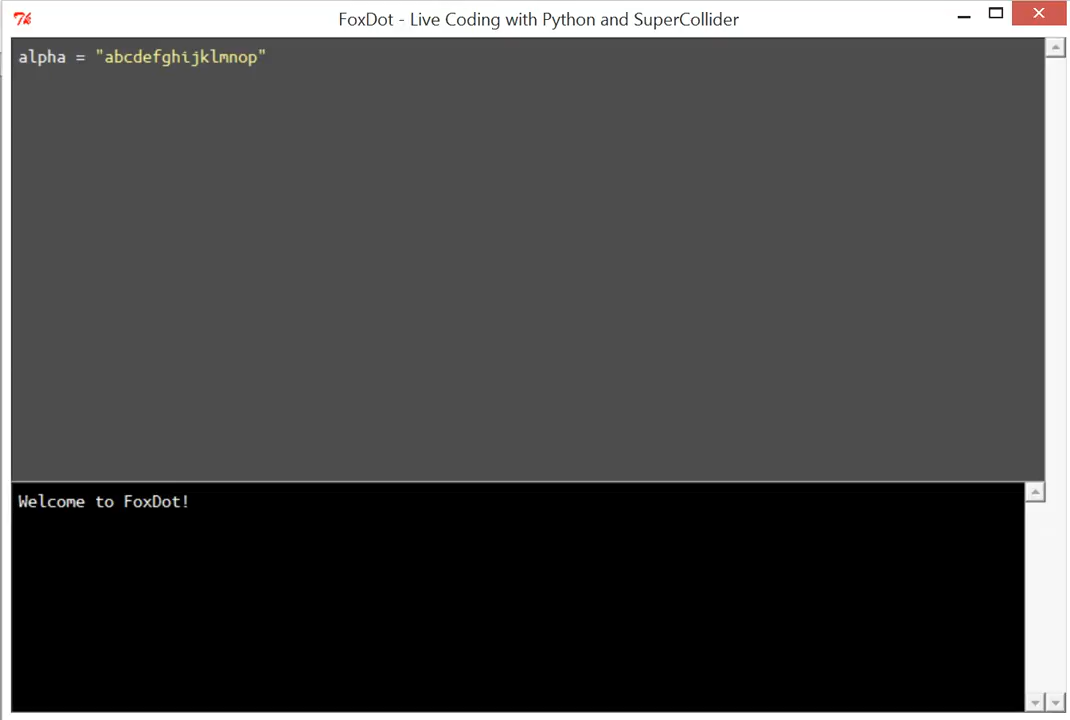 FoxDot - Live Coding with Python and SuperCollider
alpha = "abcdefghijklmnop"
Welcome to FoxDot!